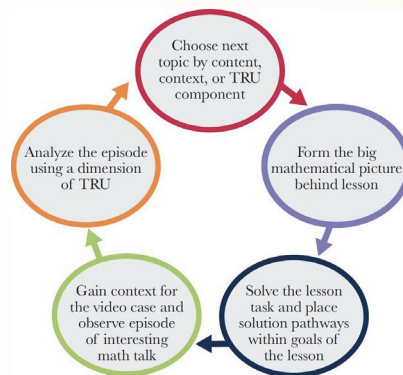 Choose next
topic by content,
context, or TRU
component
Form the big
mathematical picture
behind lesson
Solve the lesson
task and place
solution pathways
within goals of
the lesson
Gain context for
the video case and
observe episode
of interesting
math talk
Analyze the episode
using a dimension
of TRU